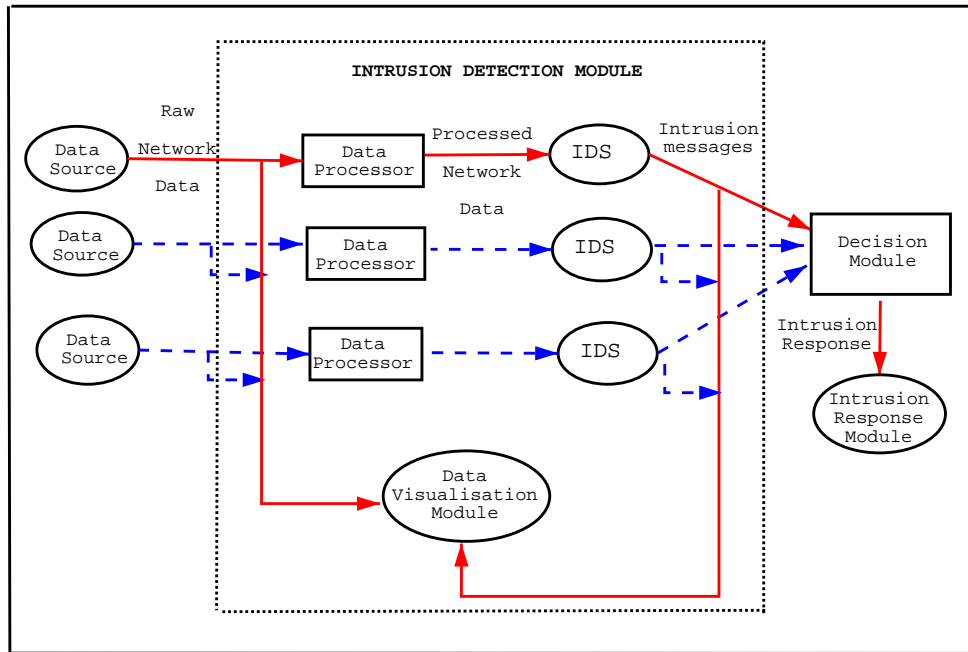 INTRUSION DETECTION MODULE
Raw
Network
Data
Data
Source
Data
Processor
Processed
Network
Data
IDS
Intrusion
messages
Data
Source
Data
Processor
IDS
Decision
Module
Data
Source
Data
Processor
IDS
Intrusion
Response
Intrusion
Response
Module
Data
Visualisation
Module